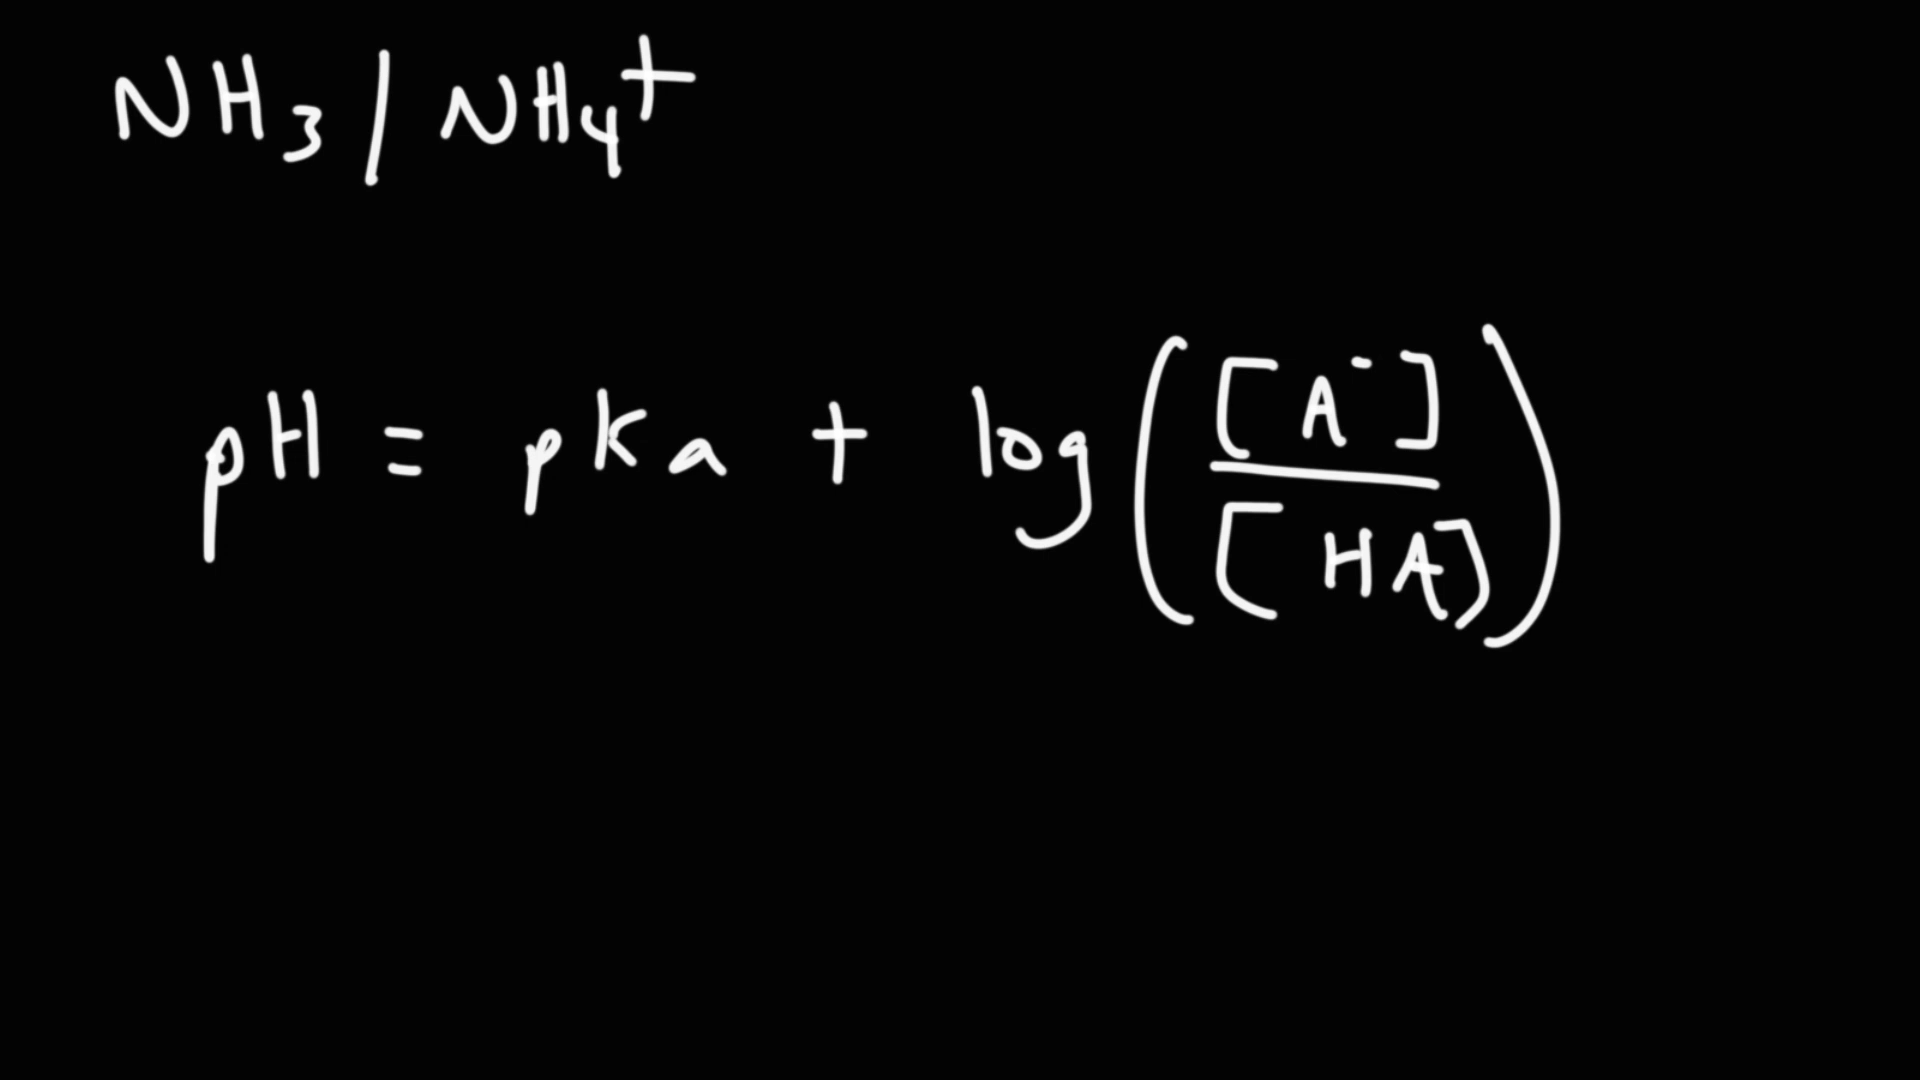 NH₃ / NH₄⁺
pH = pKa + log([A⁻]/[HA])